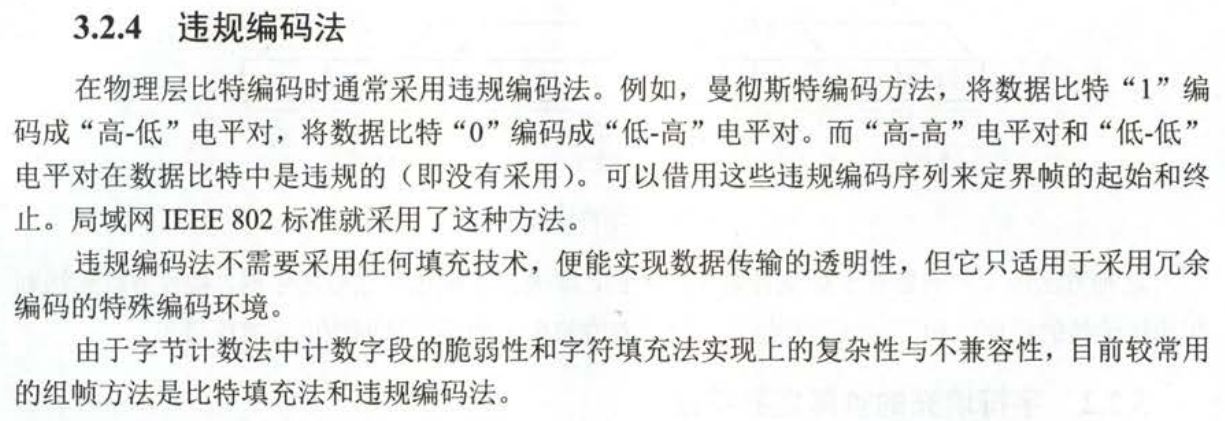 3.2.4 违规编码法
在物理层比特编码时通常采用违规编码法。例如，曼彻斯特编码方法，将数据比特“1”编
码成“高-低”电平对，将数据比特“0”编码成“低-高”电平对。而“高-高”电平对和“低-低”
电平对在数据比特中是违规的（即没有采用）。可以借用这些违规编码序列来定界帧的起始和终
止。局域网 IEEE 802 标准就采用了这种方法。
违规编码法不需要采用任何填充技术，便能实现数据传输的透明性，但它只适用于采用冗余
编码的特殊编码环境。
由于字节计数法中计数字段的脆弱性和字符填充法实现上的复杂性与不兼容性，目前较常用
的组帧方法是比特填充法和违规编码法。